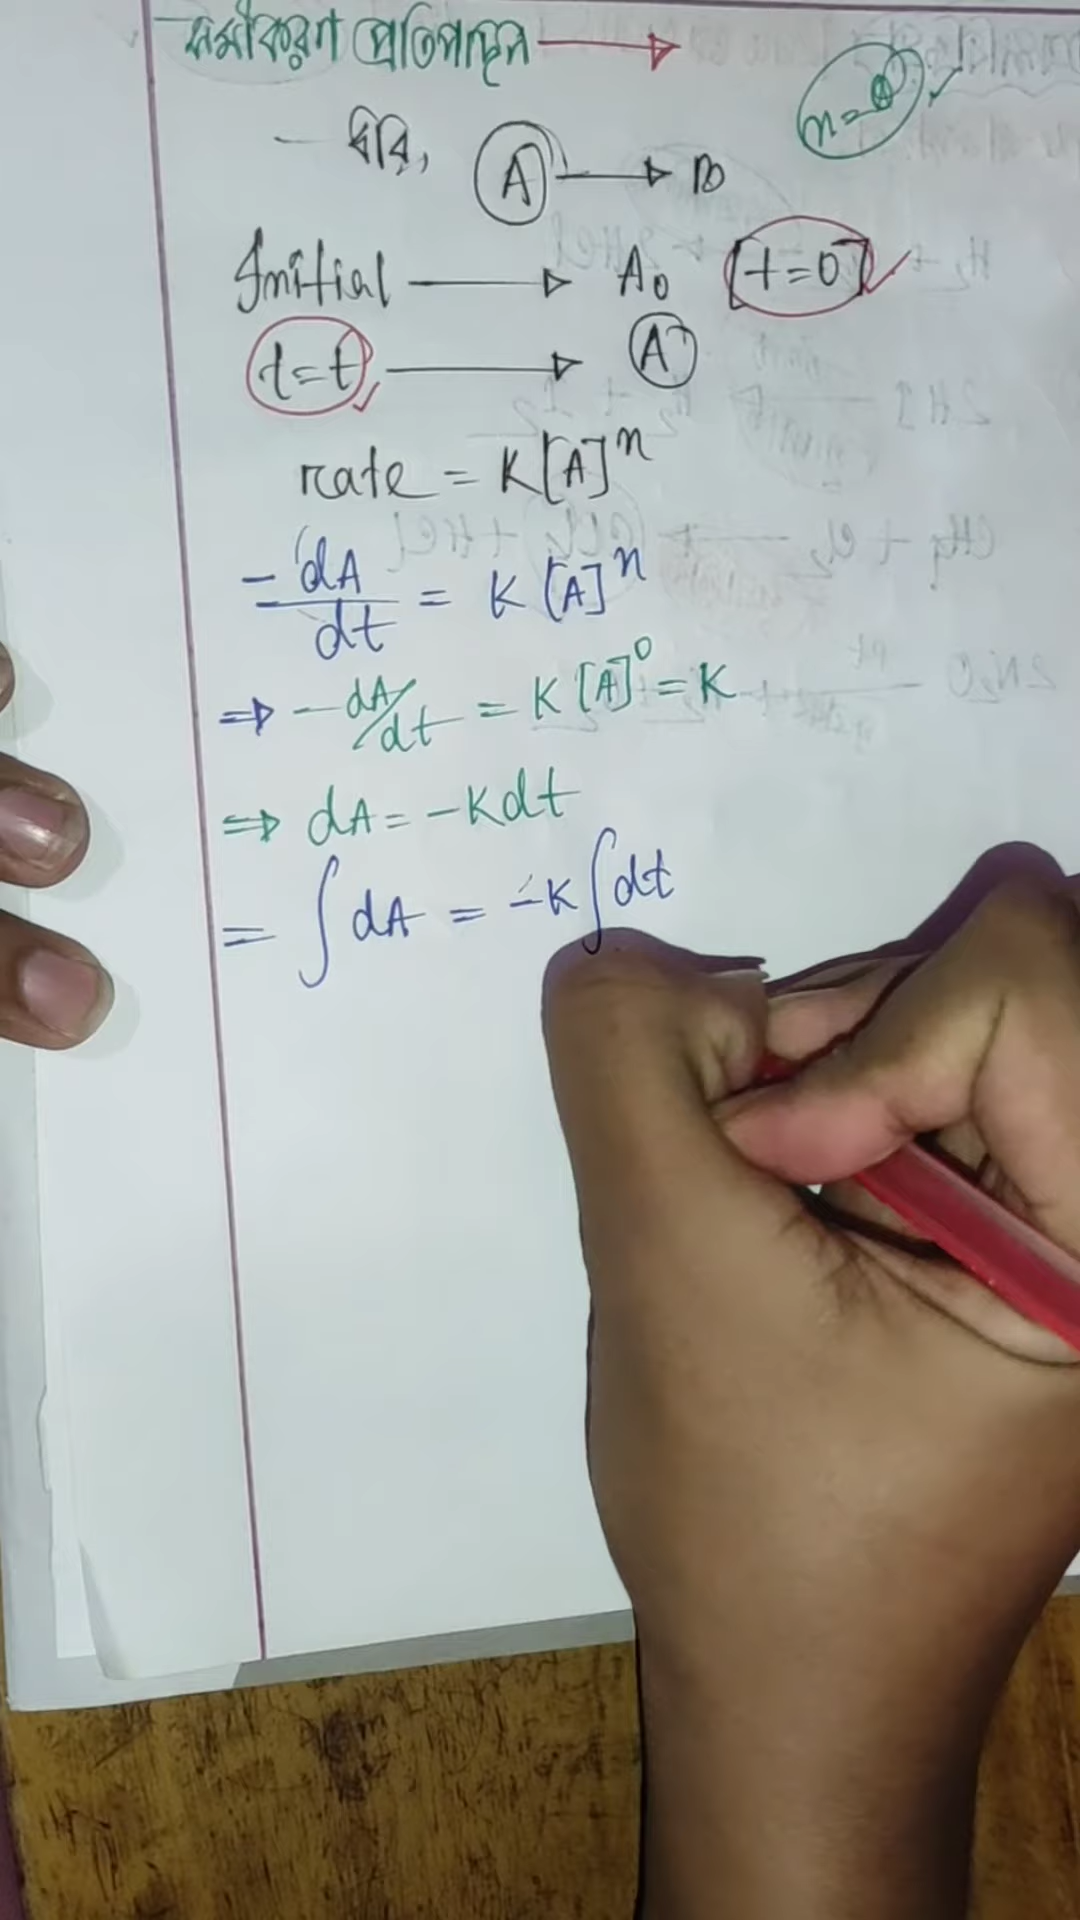 সমীকরণ প্রতিপাদন →
n=0 ✓
- ধরি, A → B
Initial → A₀ [t=0] ✓
t=t ✓ → A
rate = K[A]ⁿ
-dA/dt = K[A]ⁿ
⇒ -dA/dt = K[A]⁰ = K
⇒ dA = -Kdt
= ∫dA = -K∫dt